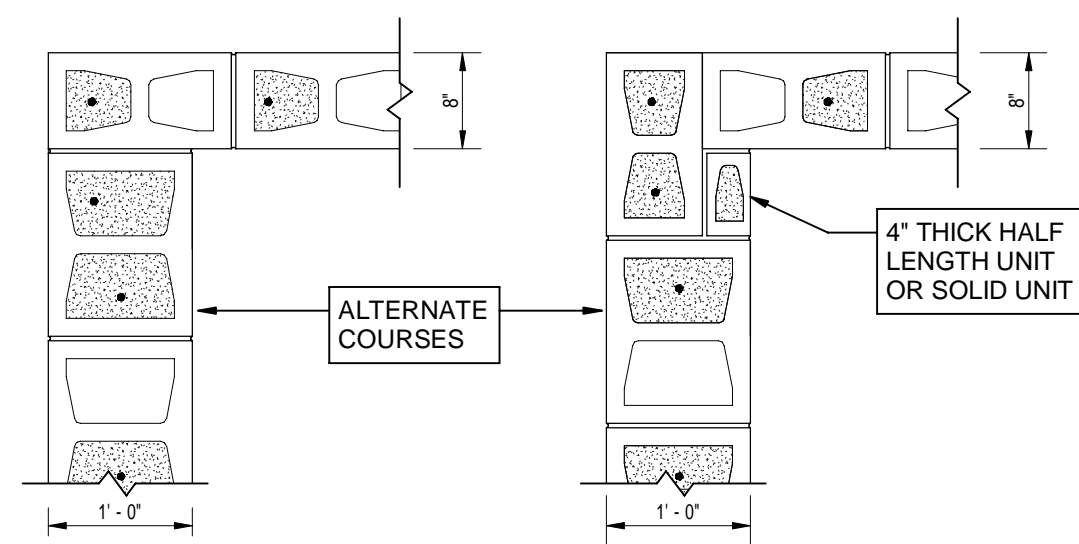 8"
8"
4" THICK HALF
LENGTH UNIT
OR SOLID UNIT
ALTERNATE
COURSES
1' - 0"
1' - 0"